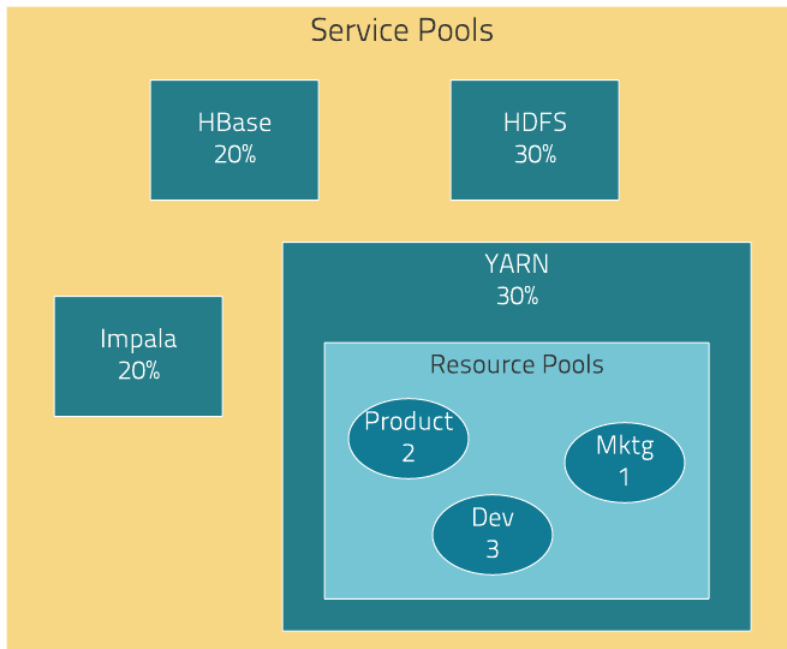 Service Pools
HBase
20%
HDFS
30%
YARN
30%
Impala
20%
Resource Pools
Product
2
Mktg
1
Dev
3